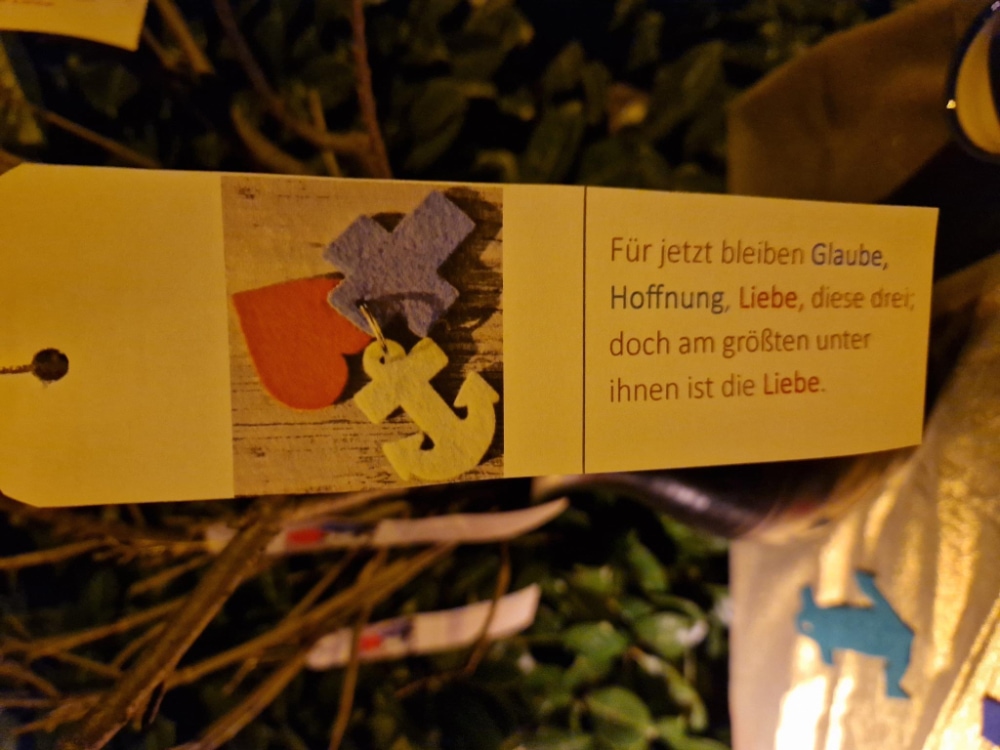 Für jetzt bleiben Glaube,
Hoffnung, Liebe, diese drei;
doch am größten unter
ihnen ist die Liebe.